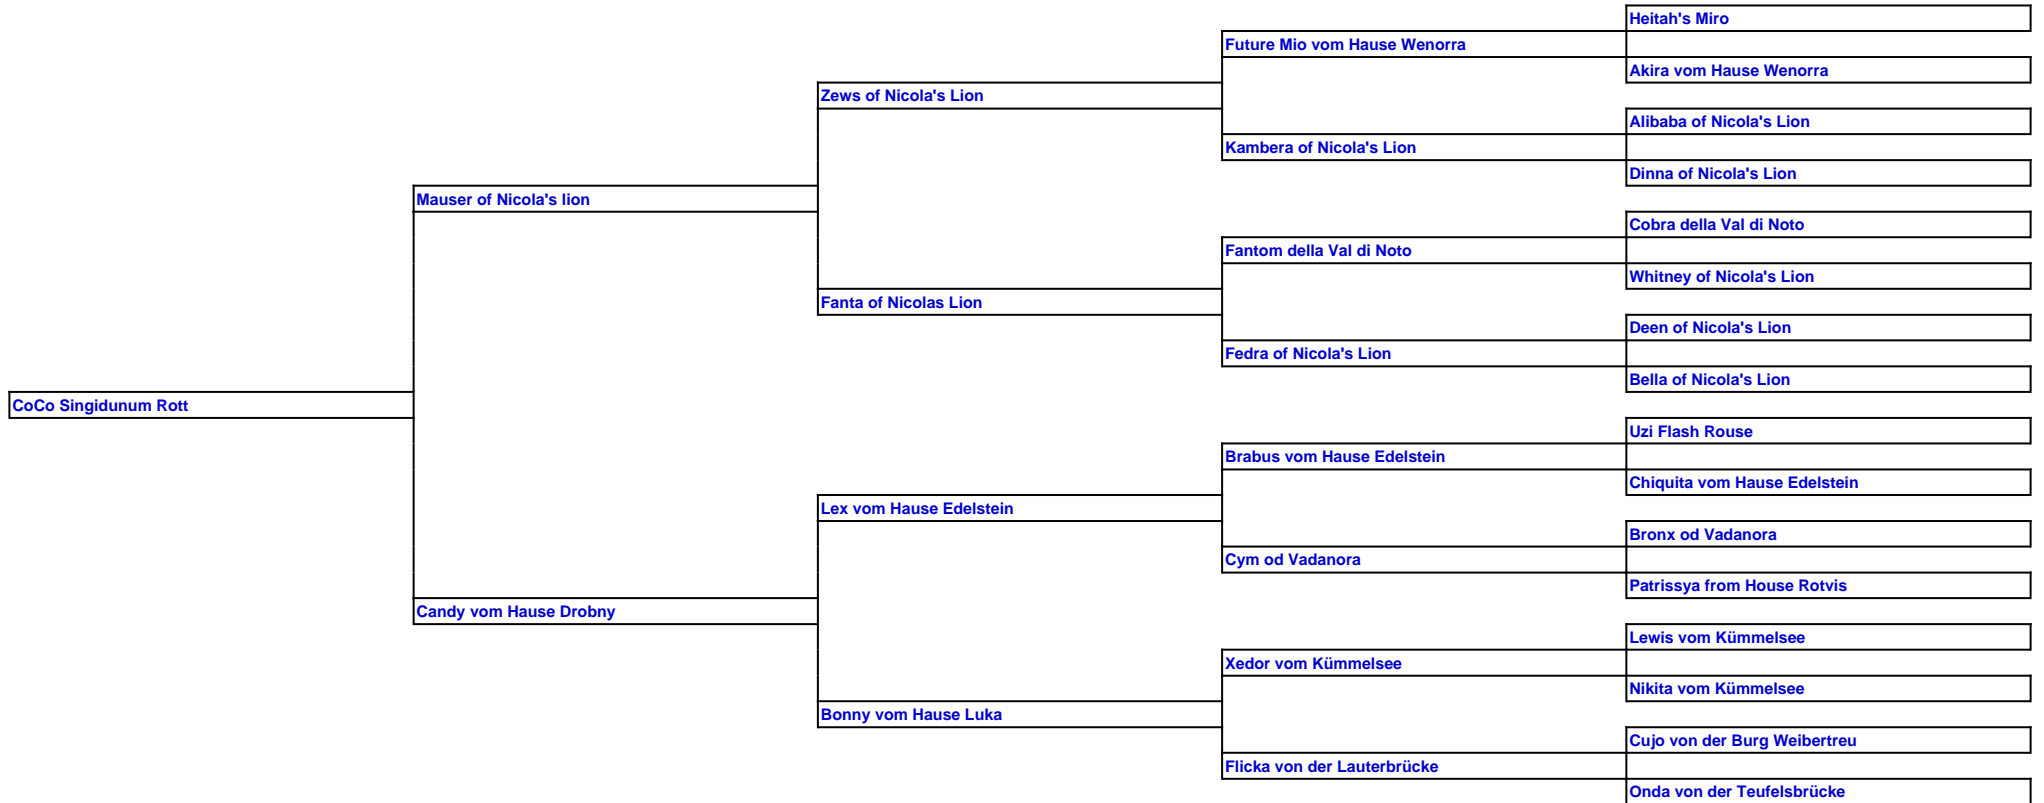 Heitah's Miro
Future Mio vom Hause Wenorra
Akira vom Hause Wenorra
Zews of Nicola's Lion
Alibaba of Nicola's Lion
Kambera of Nicola's Lion
Dinna of Nicola's Lion
Mauser of Nicola's lion
Cobra della Val di Noto
Fantom della Val di Noto
Whitney of Nicola's Lion
Fanta of Nicolas Lion
Deen of Nicola's Lion
Fedra of Nicola's Lion
Bella of Nicola's Lion
CoCo Singidunum Rott
Uzi Flash Rouse
Brabus vom Hause Edelstein
Chiquita vom Hause Edelstein
Lex vom Hause Edelstein
Bronx od Vadanora
Cym od Vadanora
Patrissya from House Rotvis
Candy vom Hause Drobny
Lewis vom Kümmelsee
Xedor vom Kümmelsee
Nikita vom Kümmelsee
Bonny vom Hause Luka
Cujo von der Burg Weibertreu
Flicka von der Lauterbrücke
Onda von der Teufelsbrücke